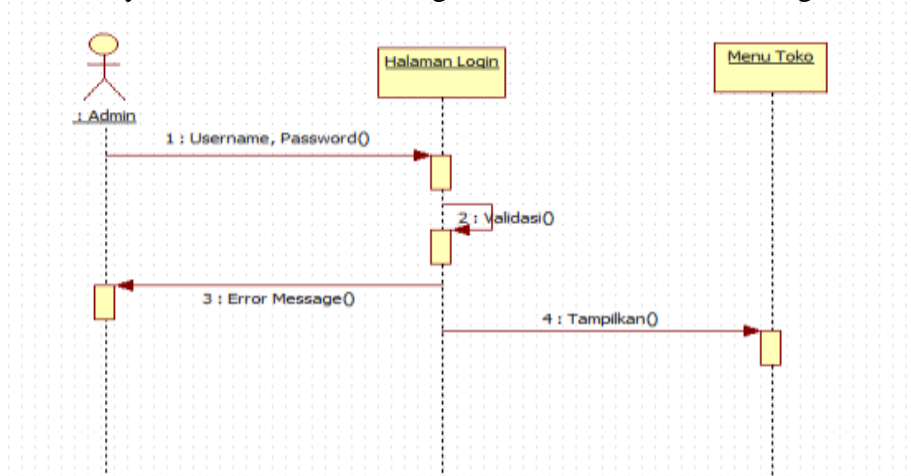 Halaman Login
Menu Toko
: Admin
1 : Username, Password()
2 : Validasi()
3 : Error Message()
4 : Tampilkan()